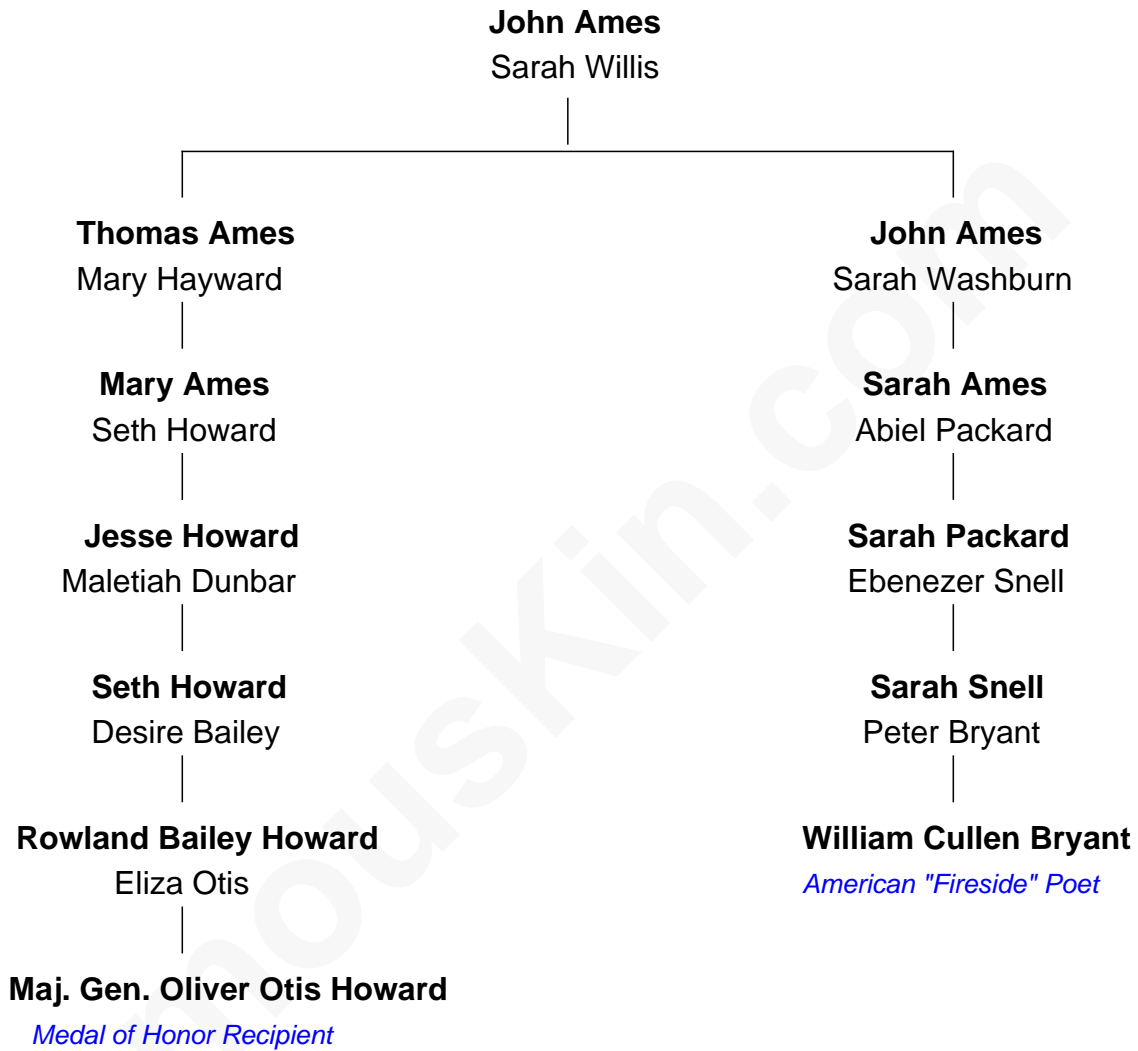 John Ames
Sarah Willis
Thomas Ames
Mary Hayward
John Ames
Sarah Washburn
Mary Ames
Seth Howard
Sarah Ames
Abiel Packard
Jesse Howard
Maletiah Dunbar
Sarah Packard
Ebenezer Snell
Seth Howard
Desire Bailey
Sarah Snell
Peter Bryant
Rowland Bailey Howard
Eliza Otis
William Cullen Bryant
American "Fireside" Poet
Maj. Gen. Oliver Otis Howard
Medal of Honor Recipient
mousKin.com